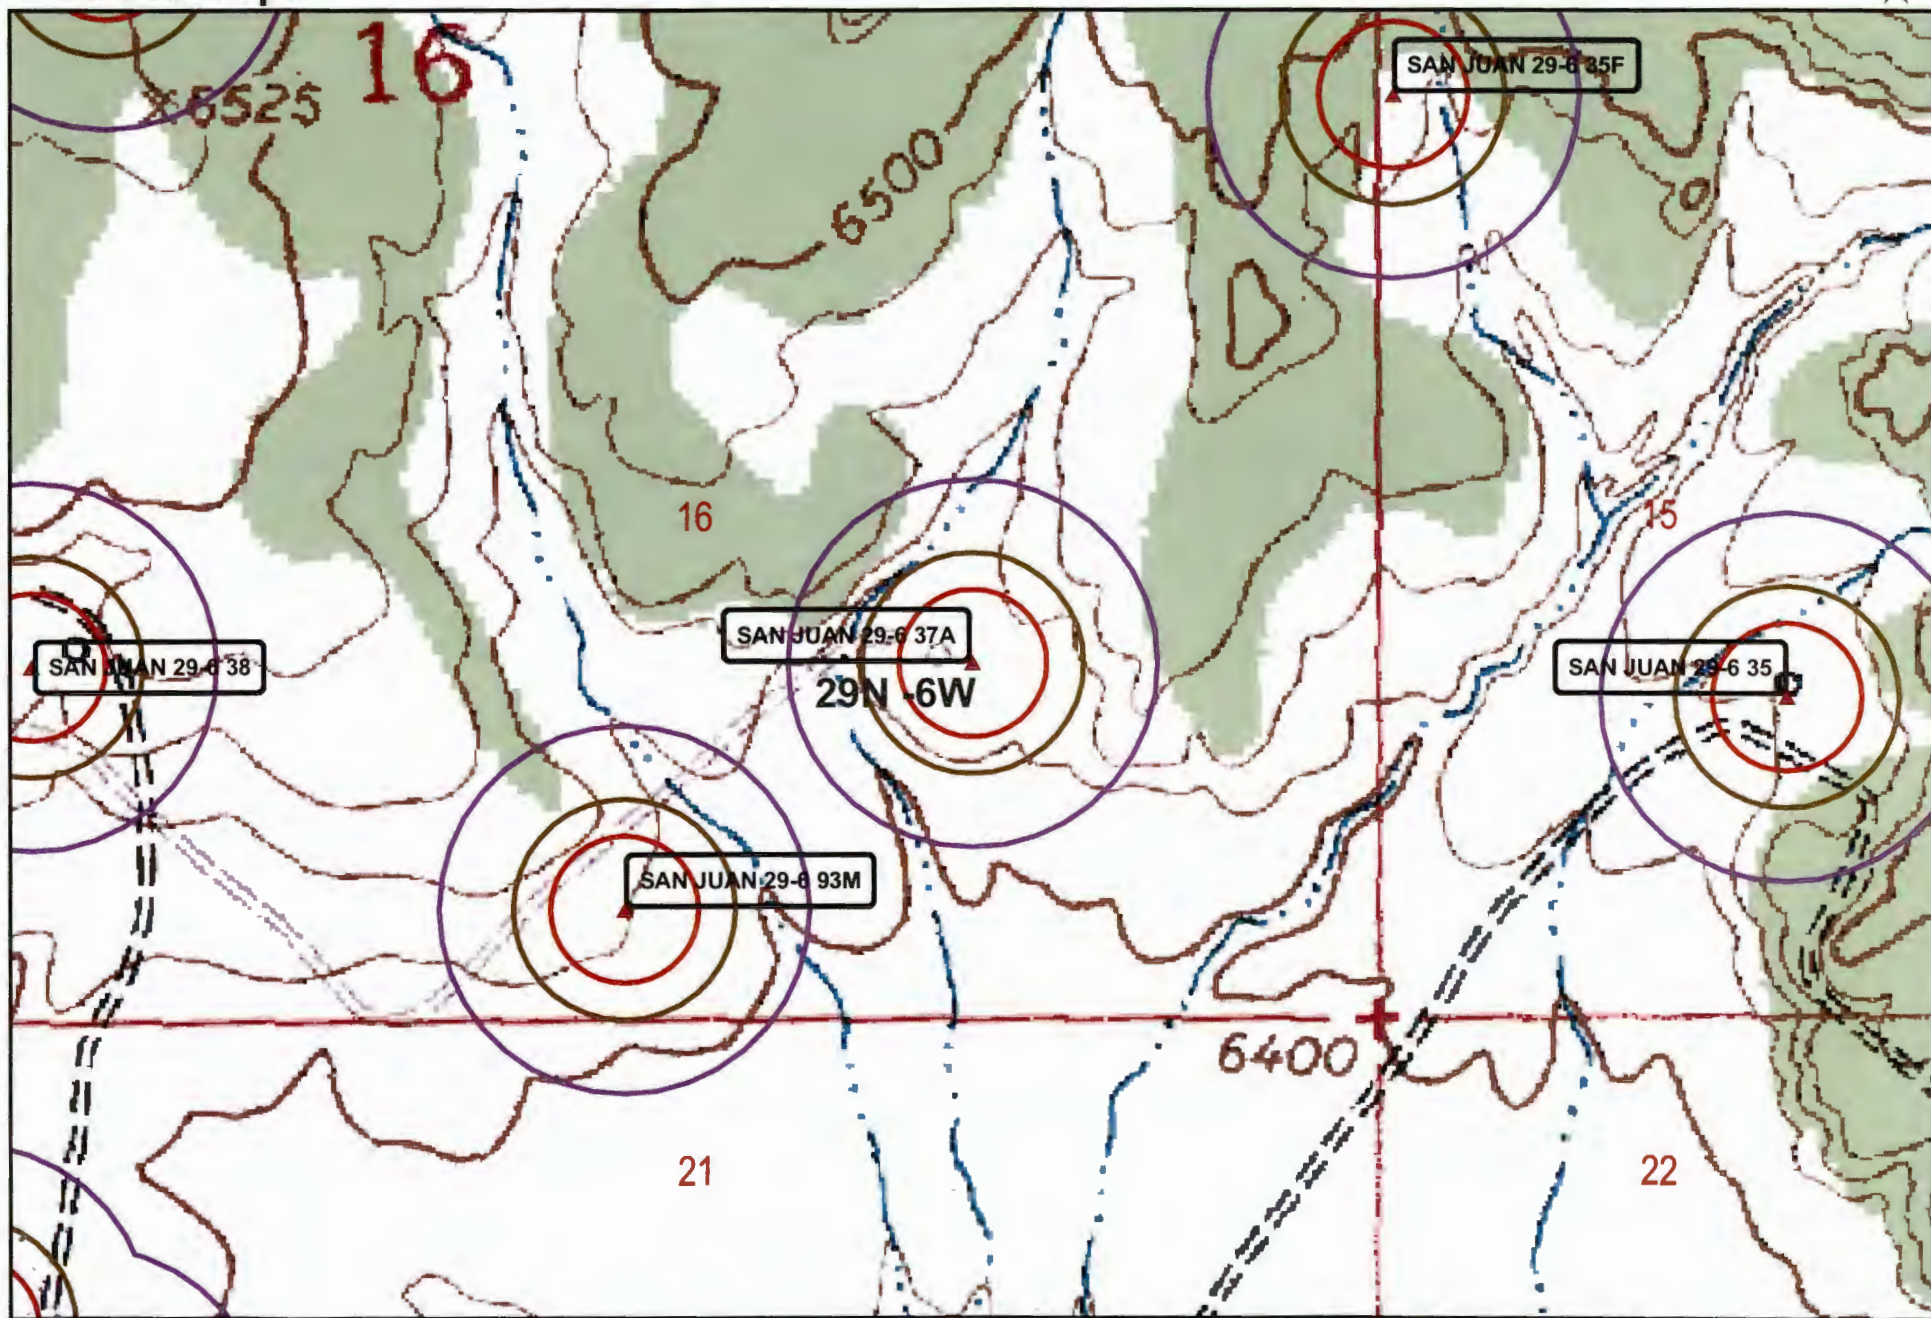 16
SAN JUAN 29-6 35F
×6525
6500
16
15
SAN JUAN 29-6 37A
SAN JUAN 29-6 38
SAN JUAN 29-6 35
29N -6W
SAN JUAN 29-6 93M
6400
21
22